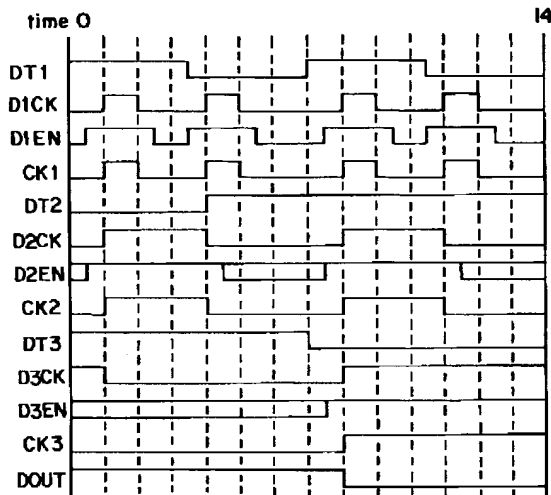 time 0 14
DT1
D1CK
D1EN
CK1
DT2
D2CK
D2EN
CK2
DT3
D3CK
D3EN
CK3
DOUT